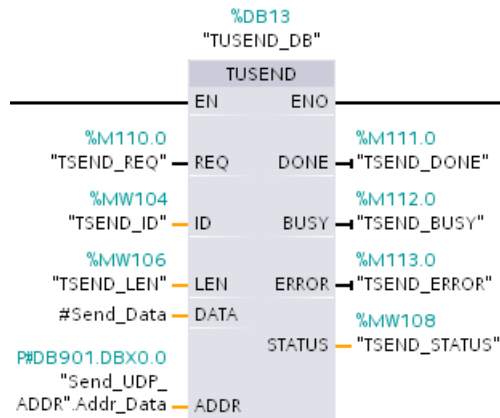 %DB13
"TUSEND_DB"
TUSEND
EN ENO
%M110.0 %M111.0
"TSEND_REQ" REQ DONE "TSEND_DONE"
%MW104 %M112.0
"TSEND_ID" ID BUSY "TSEND_BUSY"
%MW106 %M113.0
"TSEND_LEN" LEN ERROR "TSEND_ERROR"
#Send_Data DATA %MW108
STATUS "TSEND_STATUS"
P#DB901.DBX0.0
"Send_UDP_
ADDR".Addr_Data ADDR